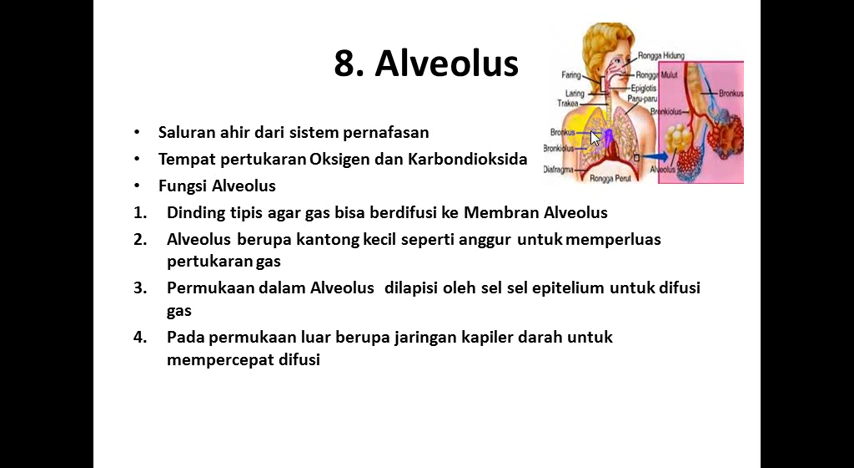 8. Alveolus
• Saluran ahir dari sistem pernafasan
• Tempat pertukaran Oksigen dan Karbondioksida
• Fungsi Alveolus
1. Dinding tipis agar gas bisa berdifusi ke Membran Alveolus
2. Alveolus berupa kantong kecil seperti anggur untuk memperluas
pertukaran gas
3. Permukaan dalam Alveolus dilapisi oleh sel sel epitelium untuk difusi
gas
4. Pada permukaan luar berupa jaringan kapiler darah untuk
mempercepat difusi
Rongga Hidung
Faring
Rongga Mulut
Epiglotis
Laring
Paru-paru
Trakea
Bronkus
Bronkiolus
Diafragma
Rongga Perut
Bronkus
Bronkiolus
Alveolus